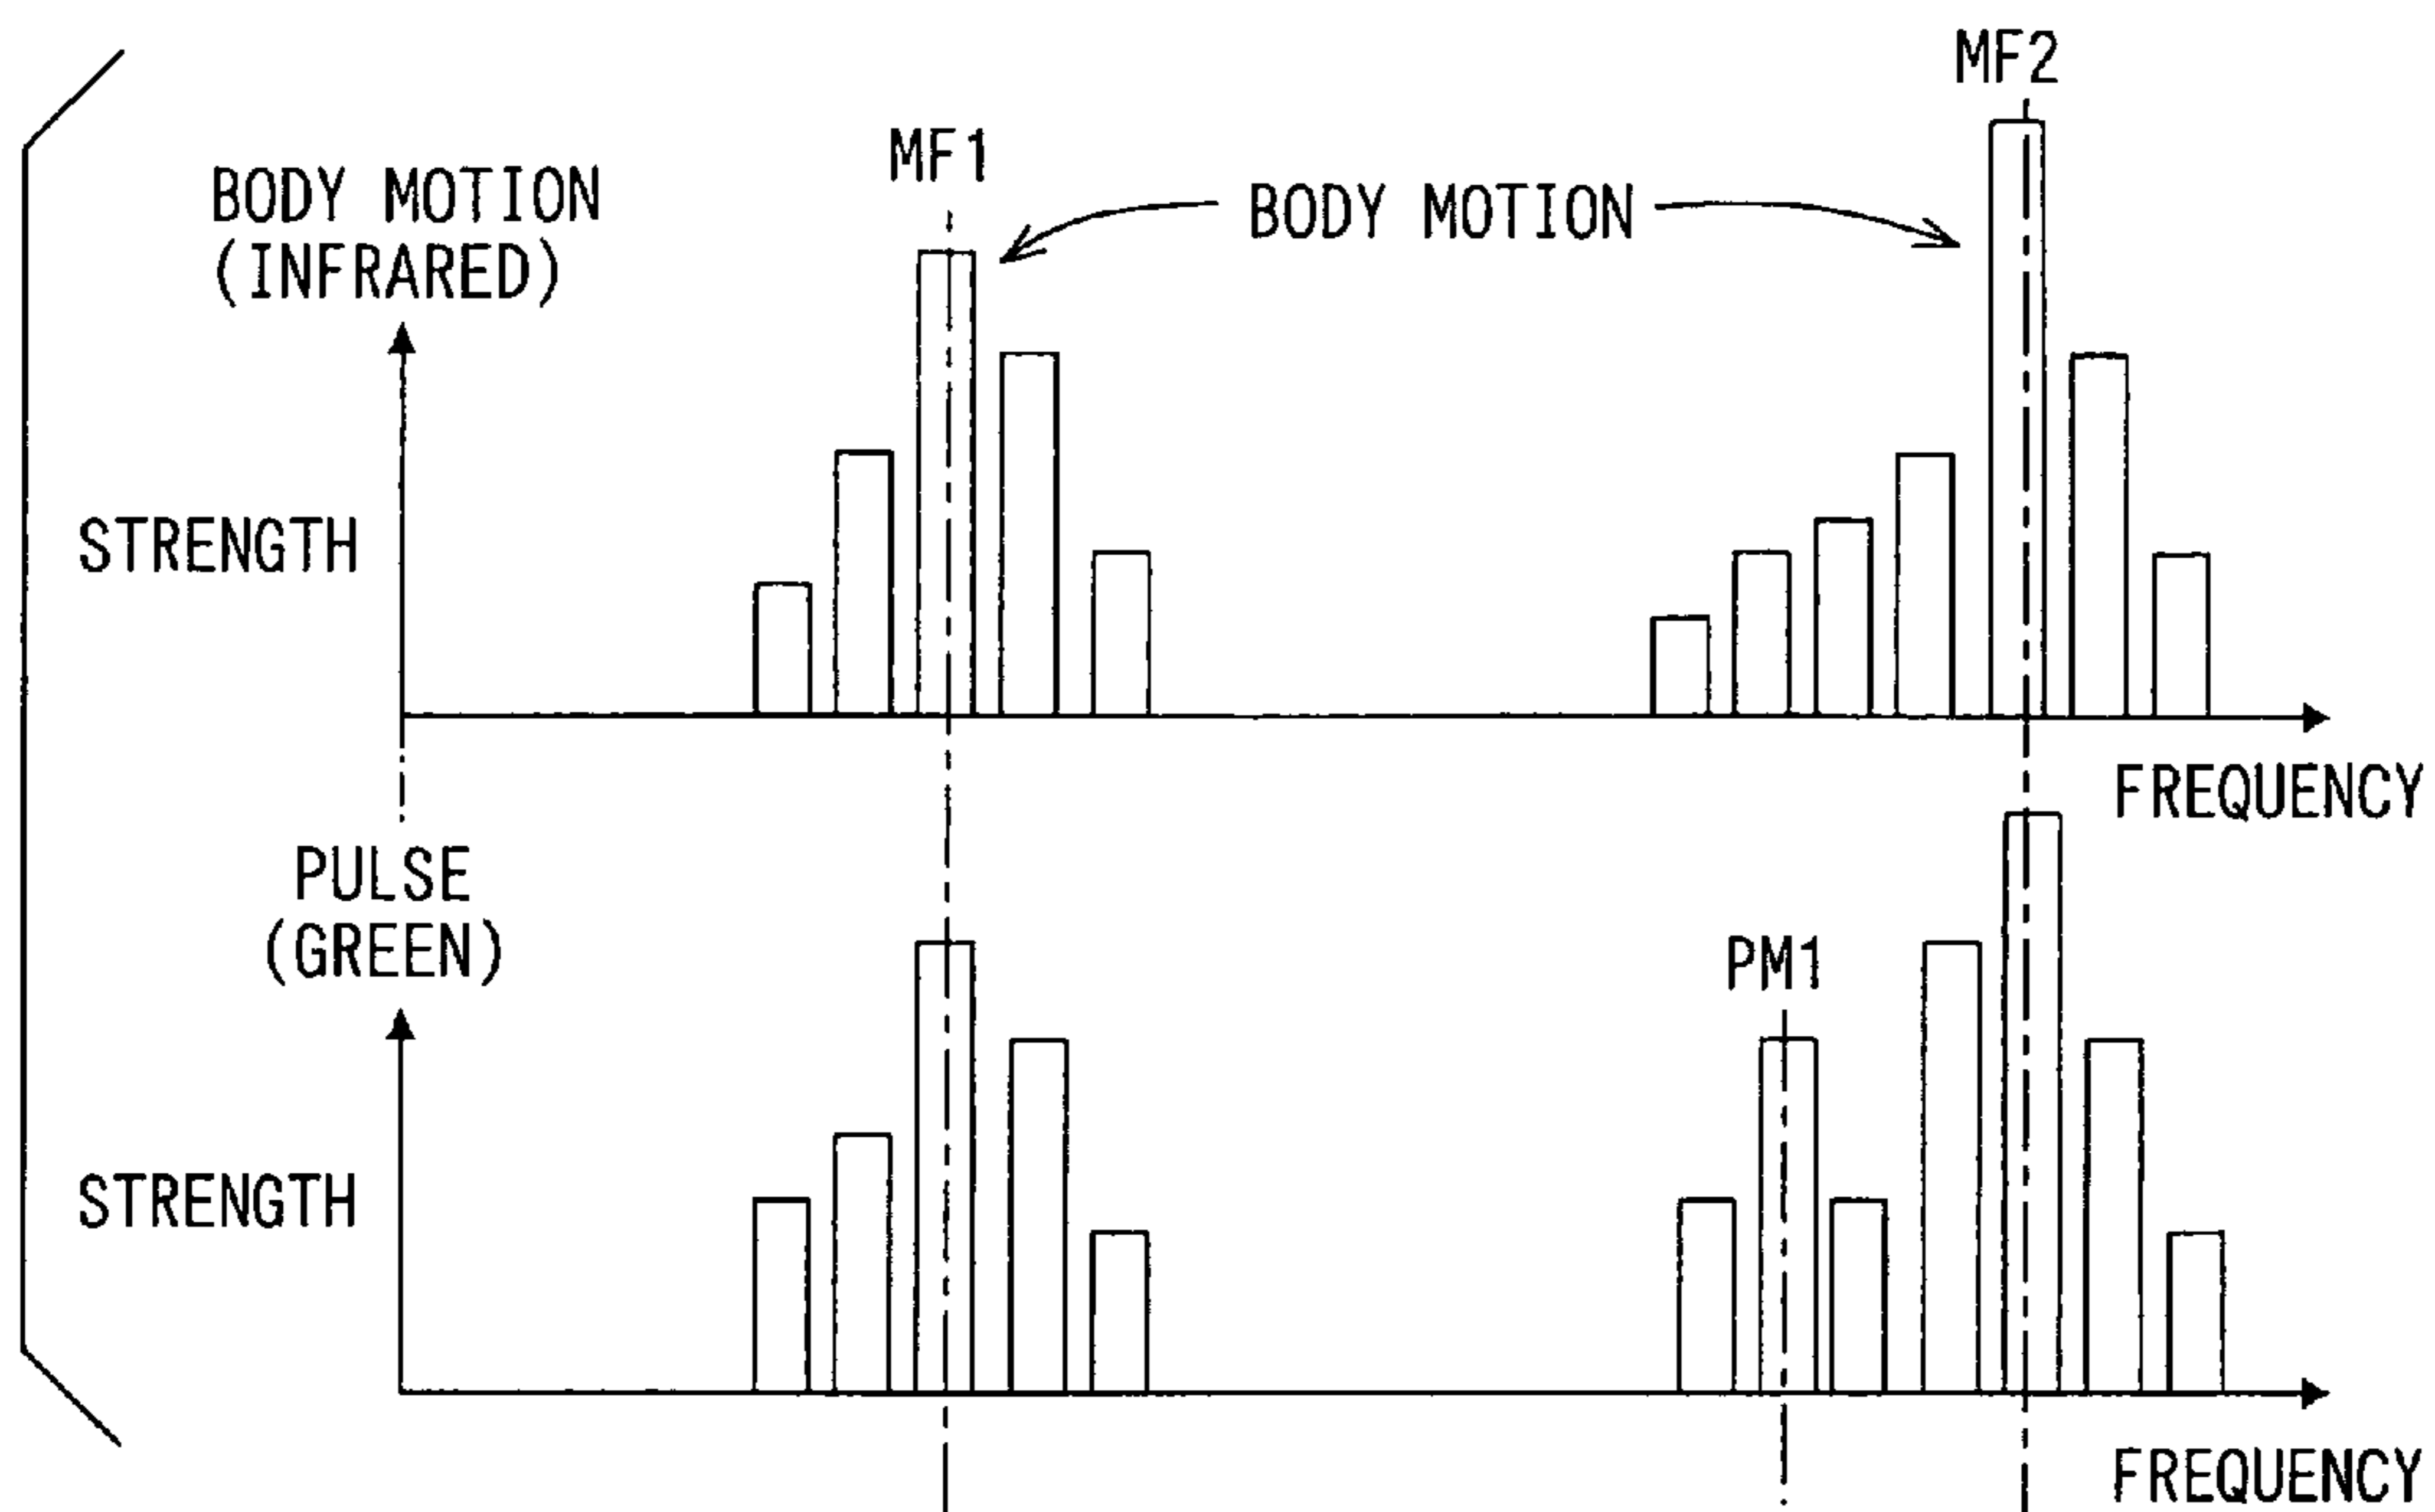 MF2
MF1
BODY MOTION
(INFRARED)
BODY MOTION
STRENGTH
FREQUENCY
PULSE
(GREEN)
PM1
STRENGTH
FREQUENCY